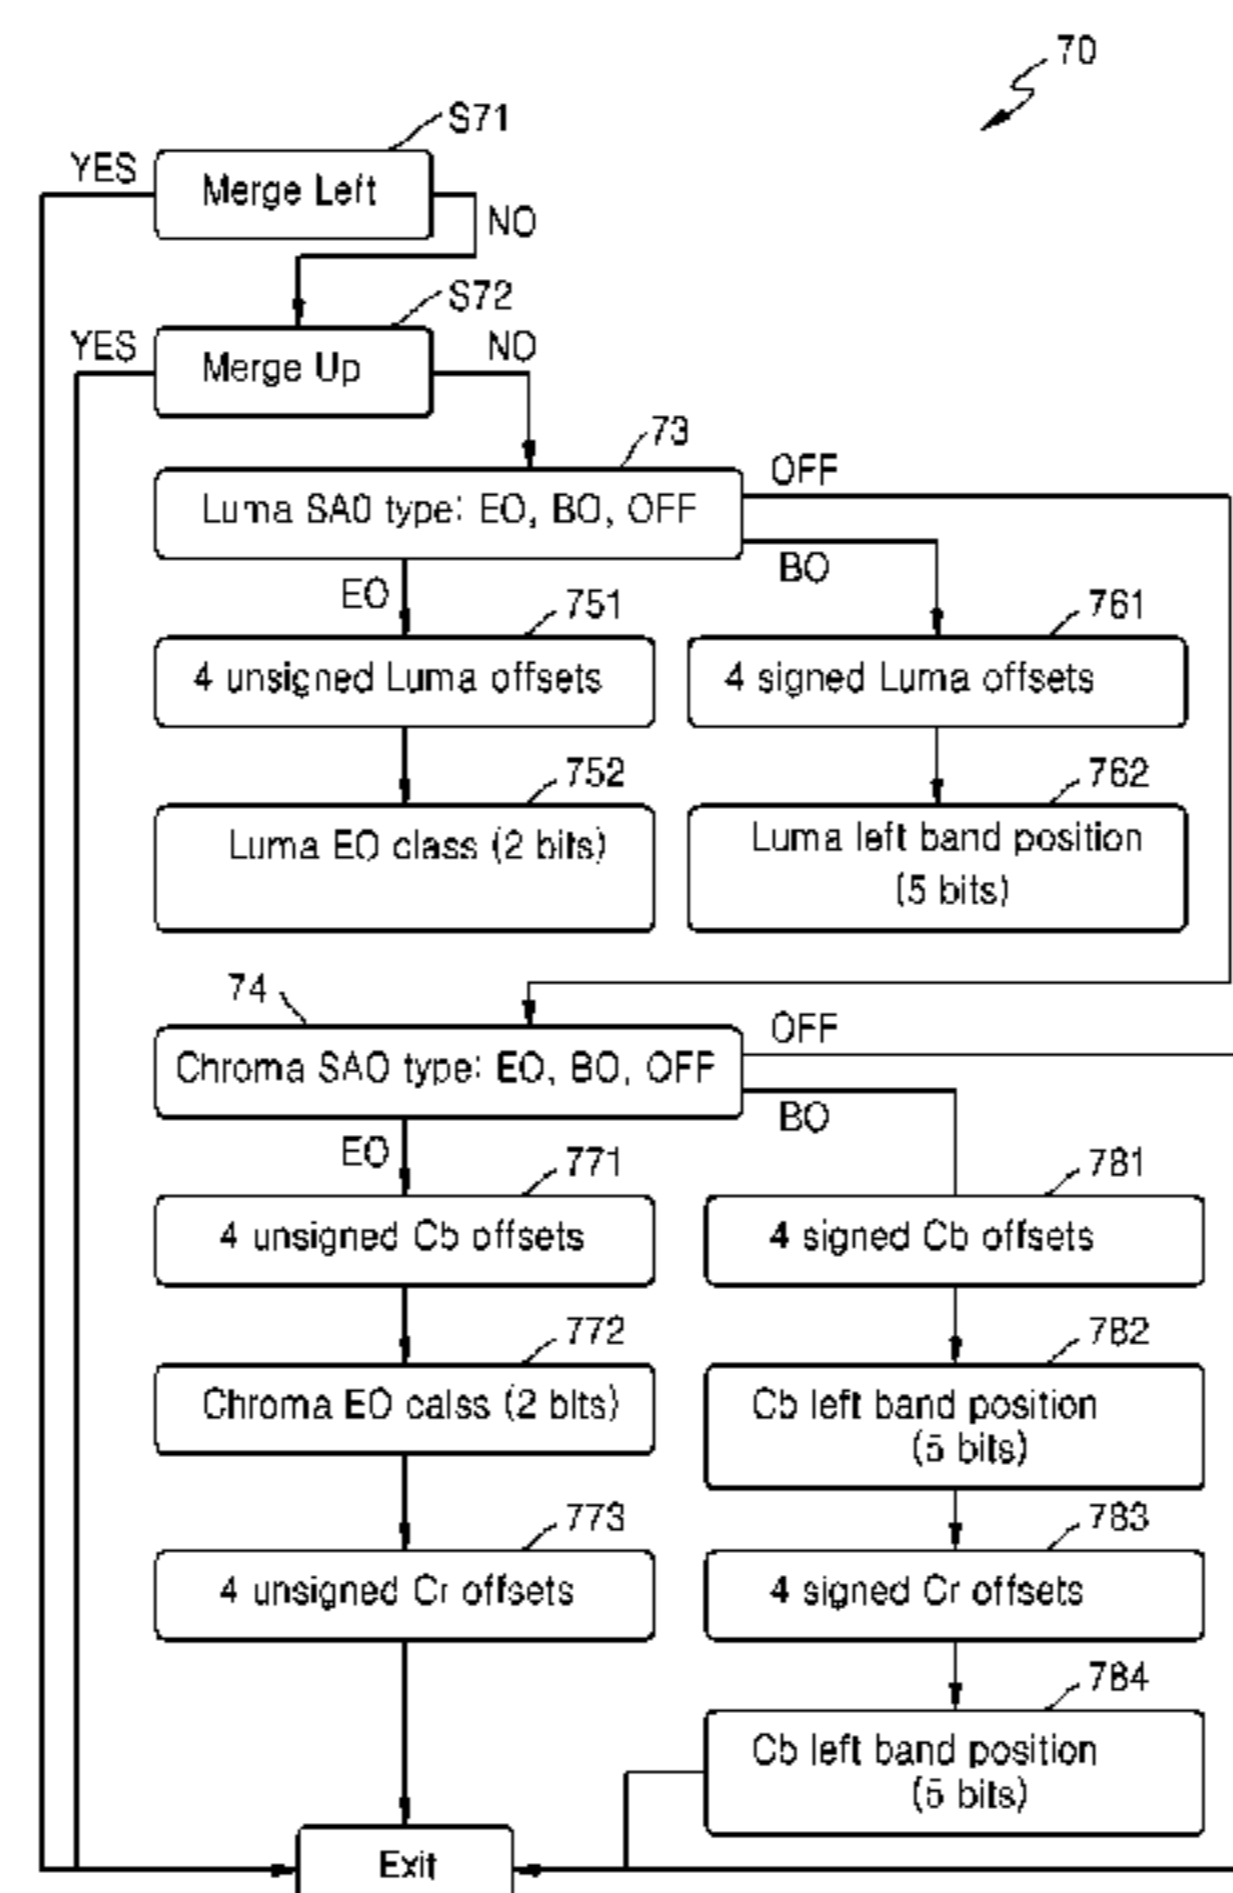 70
S71
YES
Merge Left
NO
S72
YES
Merge Up
NO
73
Luma SAO type: EO, BO, OFF
OFF
BO
EO
751
4 unsigned Luma offsets
761
4 signed Luma offsets
752
Luma EO class (2 bits)
762
Luma left band position
(5 bits)
74
Chroma SAO type: EO, BO, OFF
OFF
BO
EO
771
4 unsigned Cb offsets
781
4 signed Cb offsets
772
Chroma EO calss (2 bits)
782
Cb left band position
(5 bits)
773
4 unsigned Cr offsets
783
4 signed Cr offsets
784
Cb left band position
(5 bits)
Exit